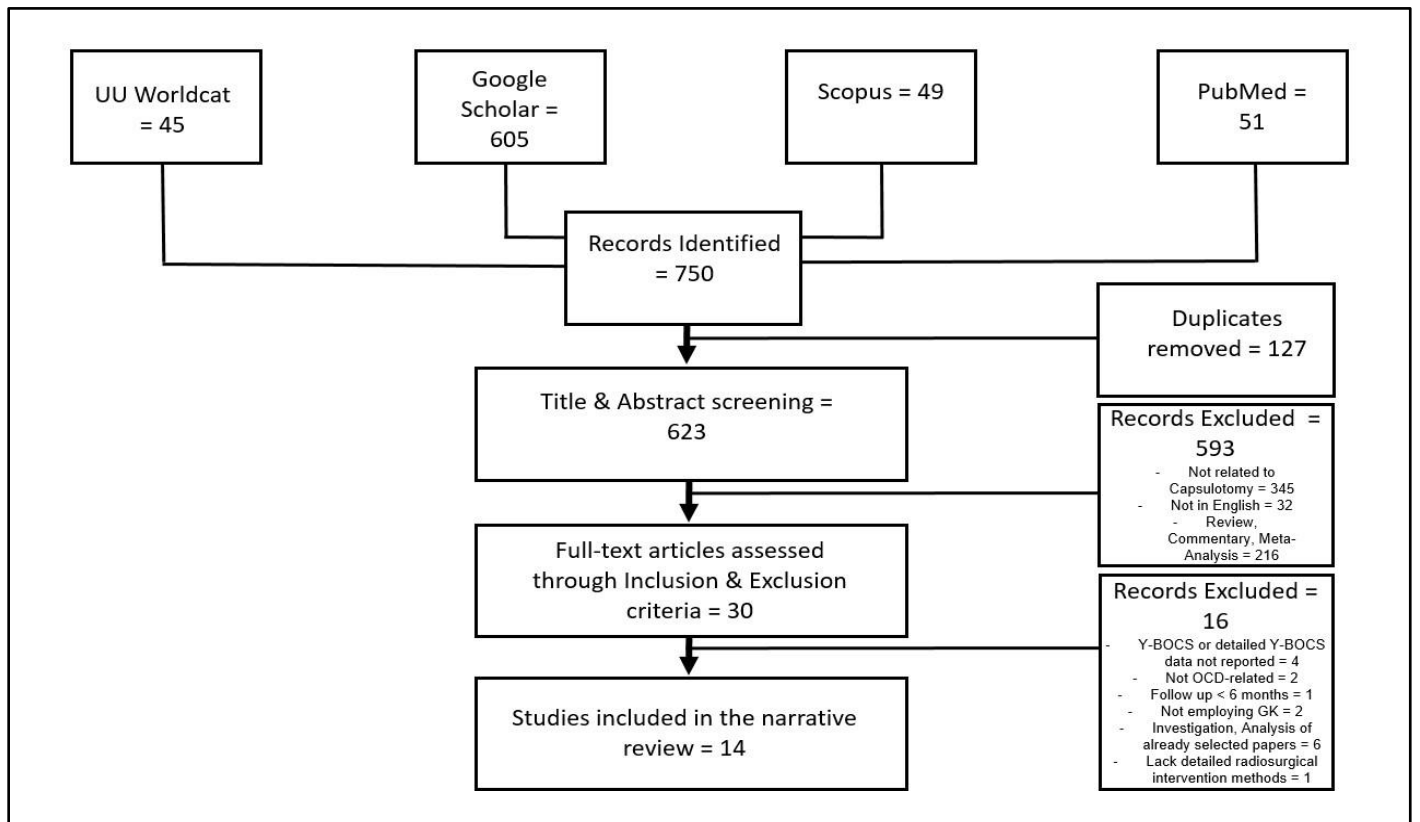 UU Worldcat
= 45
Google
Scholar =
605
Scopus = 49
PubMed =
51
Records Identified
= 750
Duplicates
removed = 127
Title & Abstract screening =
623
Records Excluded =
593
- Not related to
Capsulotomy = 345
- Not in English = 32
- Review,
Commentary, Meta-
Analysis = 216
Full-text articles assessed
through Inclusion & Exclusion
criteria = 30
Records Excluded =
16
- Y-BOCS or detailed Y-BOCS
data not reported = 4
- Not OCD-related = 2
- Follow up < 6 months = 1
- Not employing GK = 2
- Investigation, Analysis of
already selected papers = 6
- Lack detailed radiosurgical
intervention methods = 1
Studies included in the narrative
review = 14